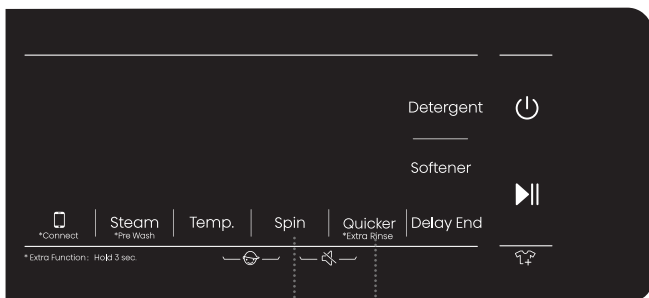 Detergent
Softener
Steam Temp. Spin Quicker Delay End
*Connect *Pre Wash *Extra Rinse
* Extra Function: Hold 3 sec.